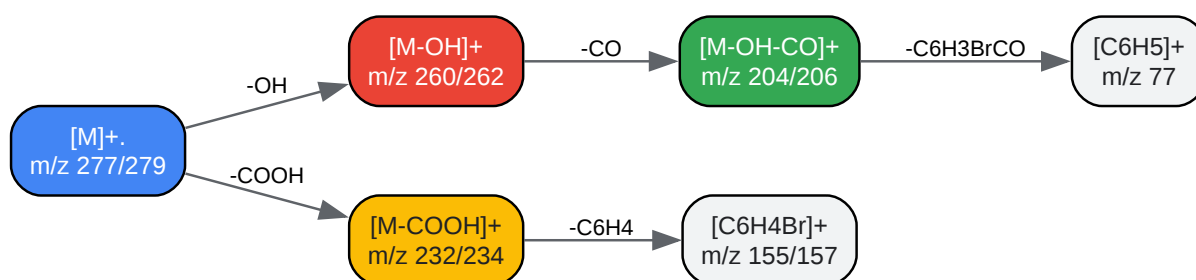 [M-OH]+
m/z 260/262
-CO
[M-OH-CO]+
m/z 204/206
-C6H3BrCO
[C6H5]+
m/z 77
-OH
[M]+.
m/z 277/279
-COOH
[M-COOH]+
m/z 232/234
-C6H4
[C6H4Br]+
m/z 155/157